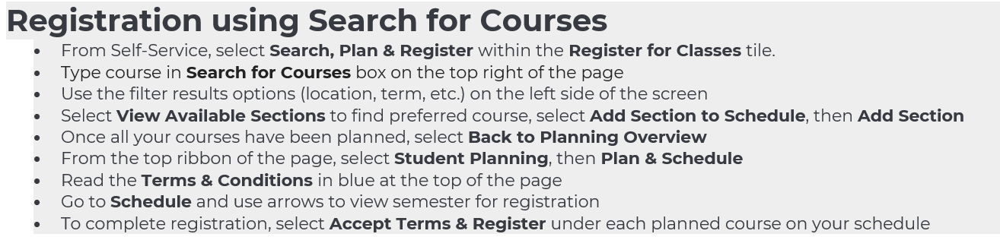 Registration using Search for Courses
• From Self-Service, select Search, Plan & Register within the Register for Classes tile.
• Type course in Search for Courses box on the top right of the page
• Use the filter results options (location, term, etc.) on the left side of the screen
• Select View Available Sections to find preferred course, select Add Section to Schedule, then Add Section
• Once all your courses have been planned, select Back to Planning Overview
• From the top ribbon of the page, select Student Planning, then Plan & Schedule
• Read the Terms & Conditions in blue at the top of the page
• Go to Schedule and use arrows to view semester for registration
• To complete registration, select Accept Terms & Register under each planned course on your schedule